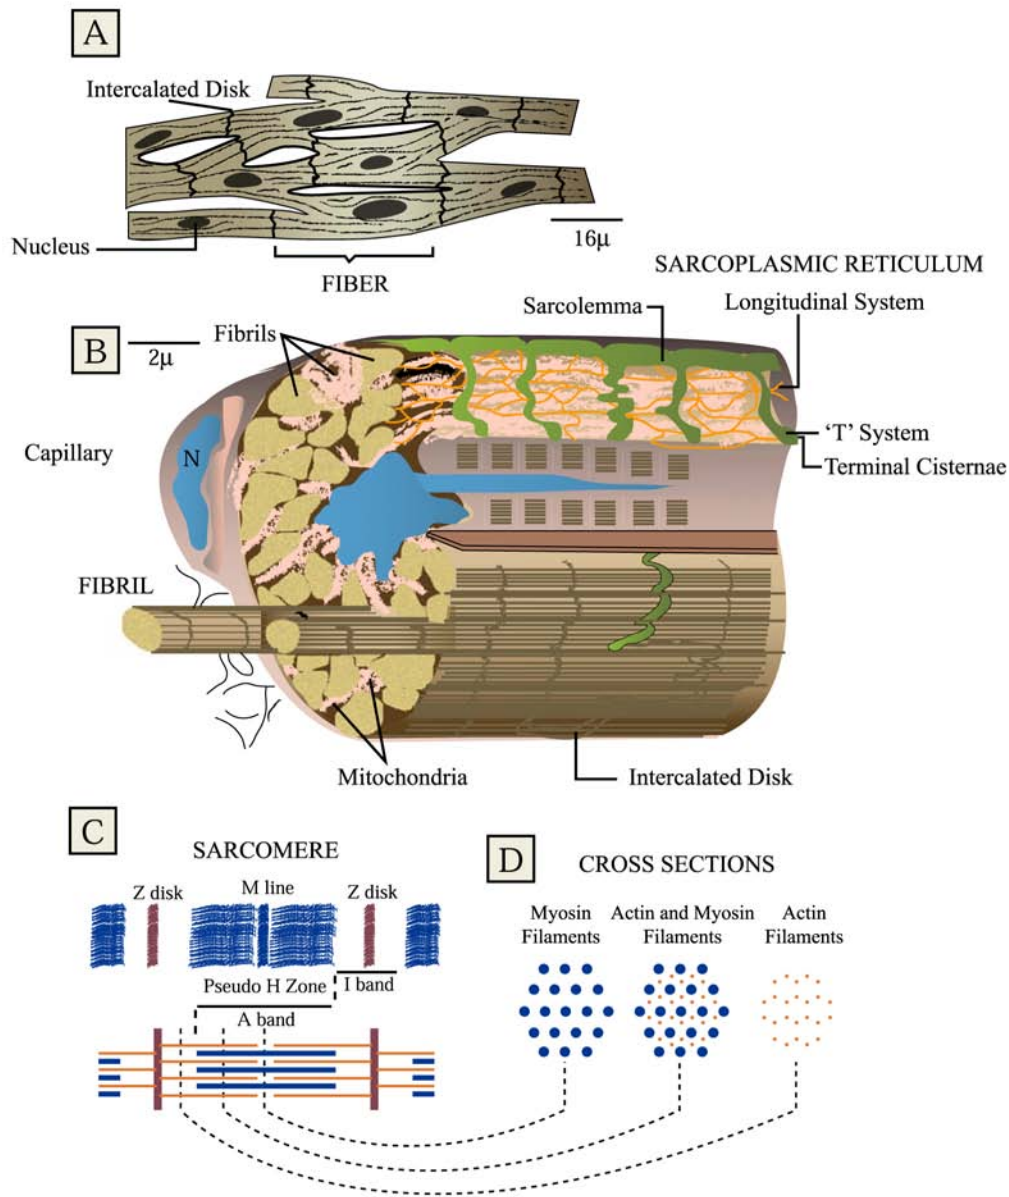 A
Intercalated Disk
Nucleus
FIBER
16μ
SARCOPLASMIC RETICULUM
Longitudinal System
Sarcolemma
B
2μ
Fibrils
Capillary
N
'T' System
Terminal Cisternae
FIBRIL
Mitochondria
Intercalated Disk
C
SARCOMERE
Z disk
M line
Z disk
Pseudo H Zone
I band
A band
D
CROSS SECTIONS
Myosin
Filaments
Actin and Myosin
Filaments
Actin
Filaments